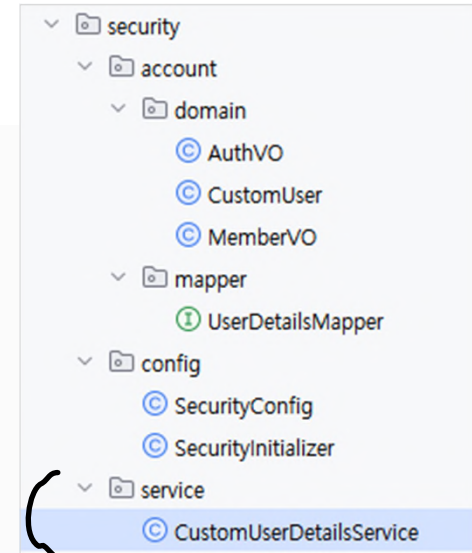 security
account
domain
AuthVO
CustomUser
MemberVO
mapper
UserDetailsMapper
config
SecurityConfig
SecurityInitializer
service
CustomUserDetailsService